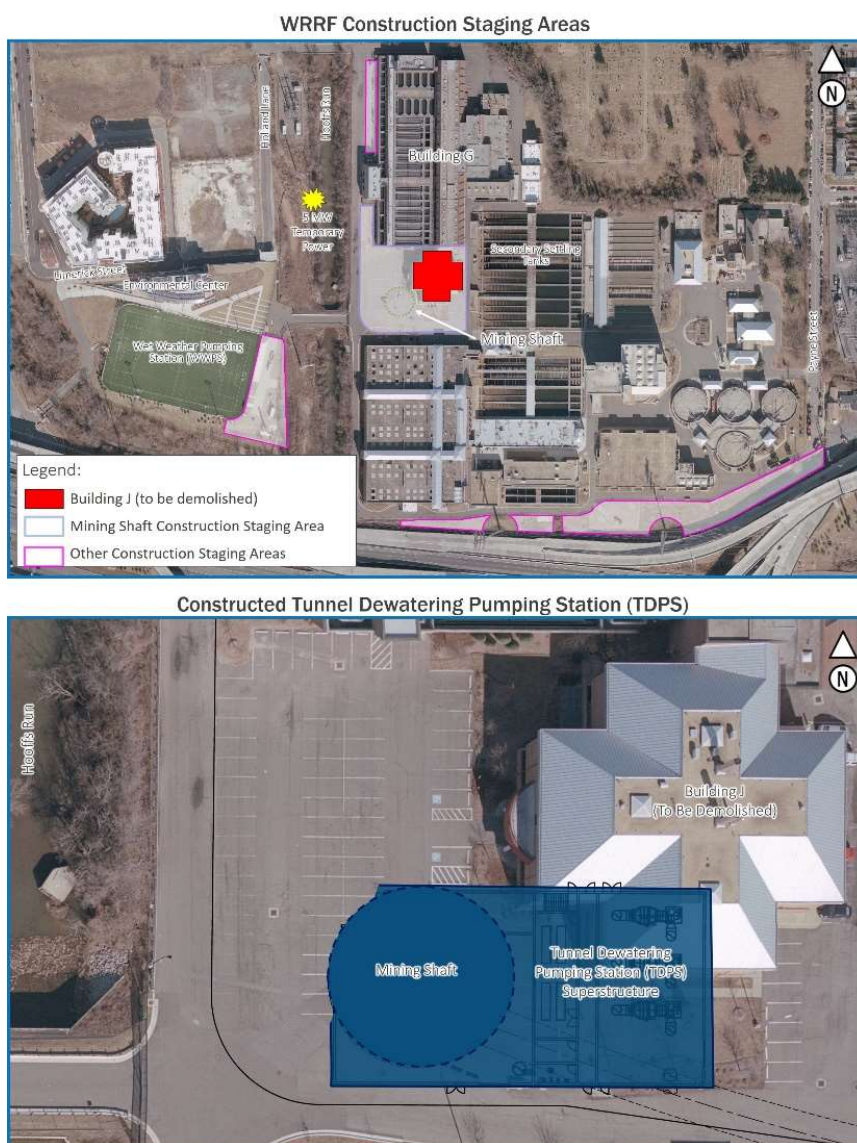 WRRF Construction Staging Areas
N
Holland Lane
Hooffs Run
Building G
5 MW
Temporary
Power
Secondary Settling
Tanks
Limerick Street
Environmental Center
Mining Shaft
Wet Weather Pumping
Station (WWPS)
Payne Street
Legend:
Building J (to be demolished)
Mining Shaft Construction Staging Area
Other Construction Staging Areas
Constructed Tunnel Dewatering Pumping Station (TDPS)
N
Hooffs Run
Building J
(To Be Demolished)
Mining Shaft
Tunnel Dewatering
Pumping Station (TDPS)
Superstructure